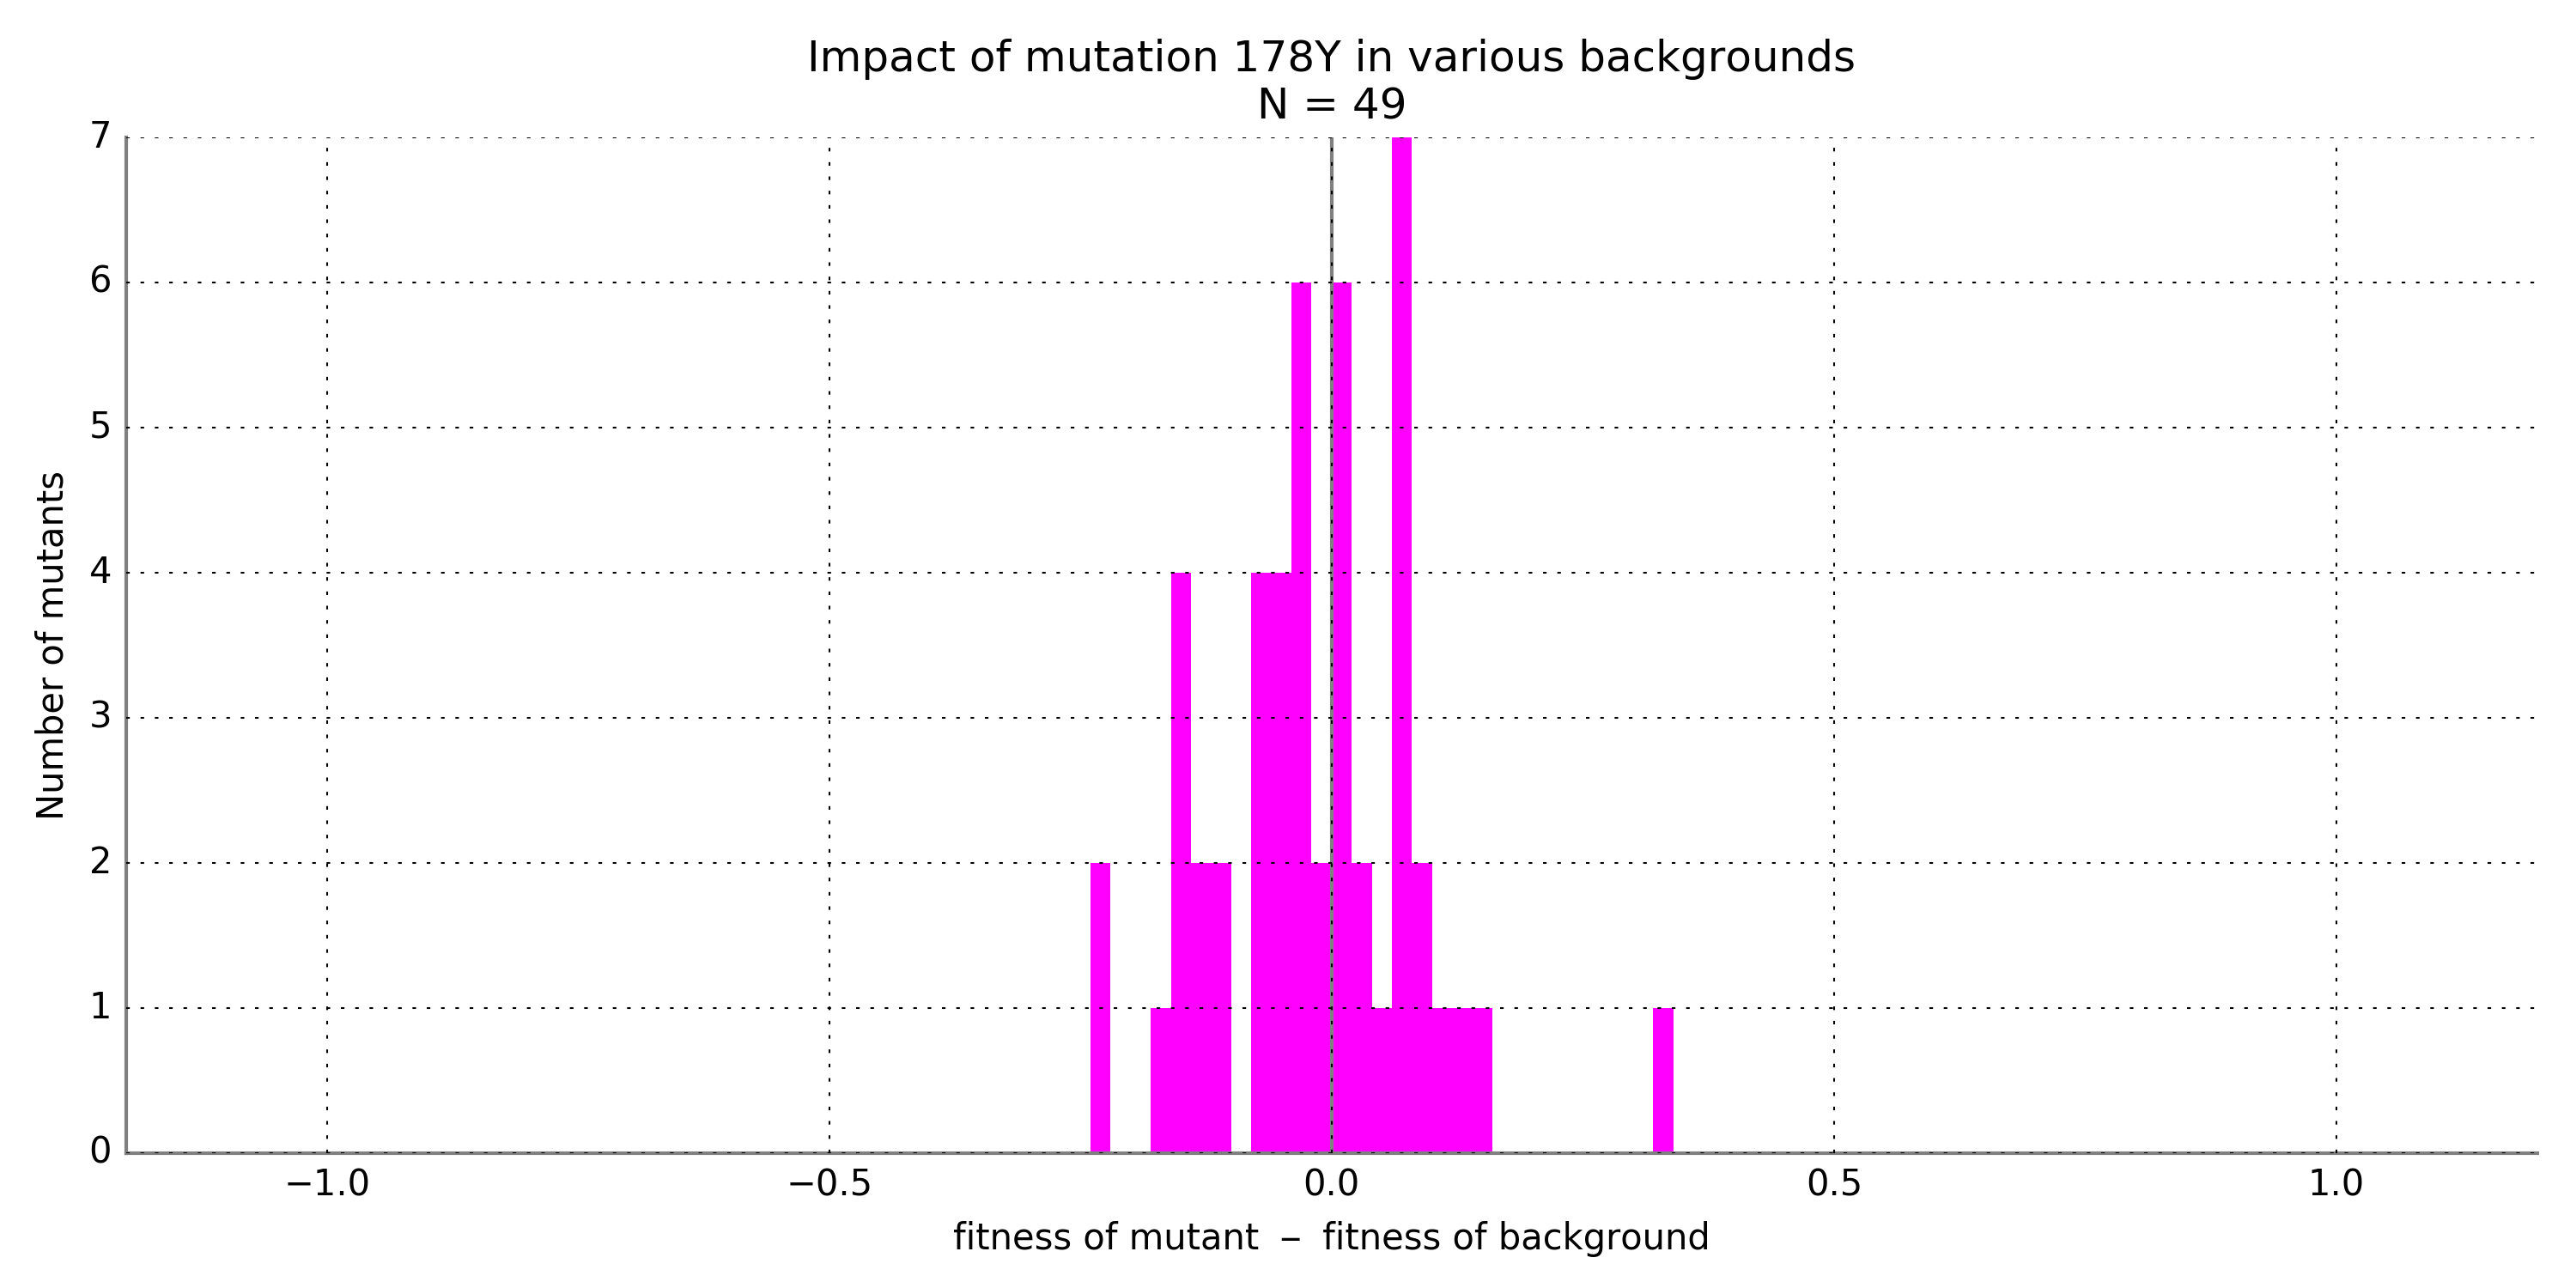 Impact of mutation 178Y in various backgrounds
N = 49
7
6
5
4
3
2
1
0
Number of mutants
−1.0 −0.5 0.0 0.5 1.0
fitness of mutant – fitness of background